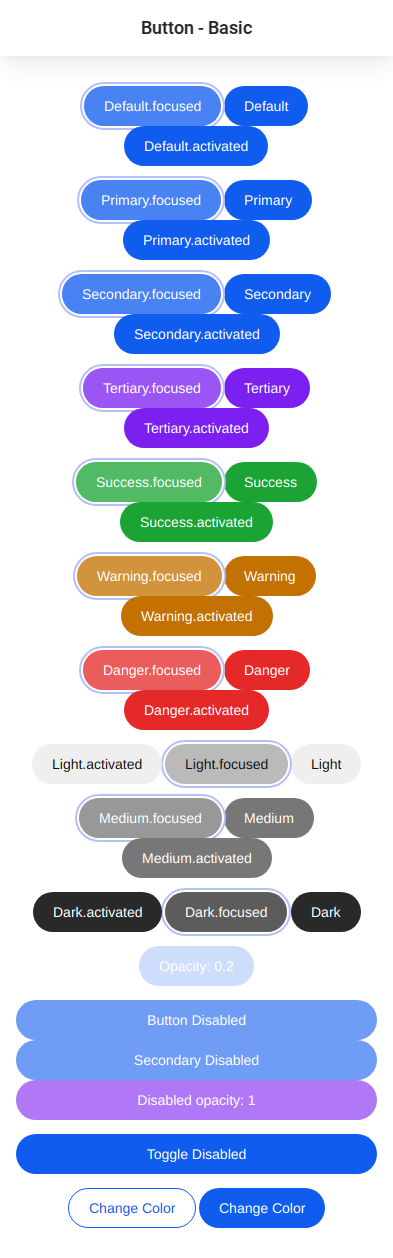 Button - Basic
Default.focused Default
Default.activated
Primary.focused Primary
Primary.activated
Secondary.focused Secondary
Secondary.activated
Tertiary.focused Tertiary
Tertiary.activated
Success.focused Success
Success.activated
Warning.focused Warning
Warning.activated
Danger.focused Danger
Danger.activated
Light.activated Light.focused Light
Medium.focused Medium
Medium.activated
Dark.activated Dark.focused Dark
Opacity: 0.2
Button Disabled
Secondary Disabled
Disabled opacity: 1
Toggle Disabled
Change Color Change Color